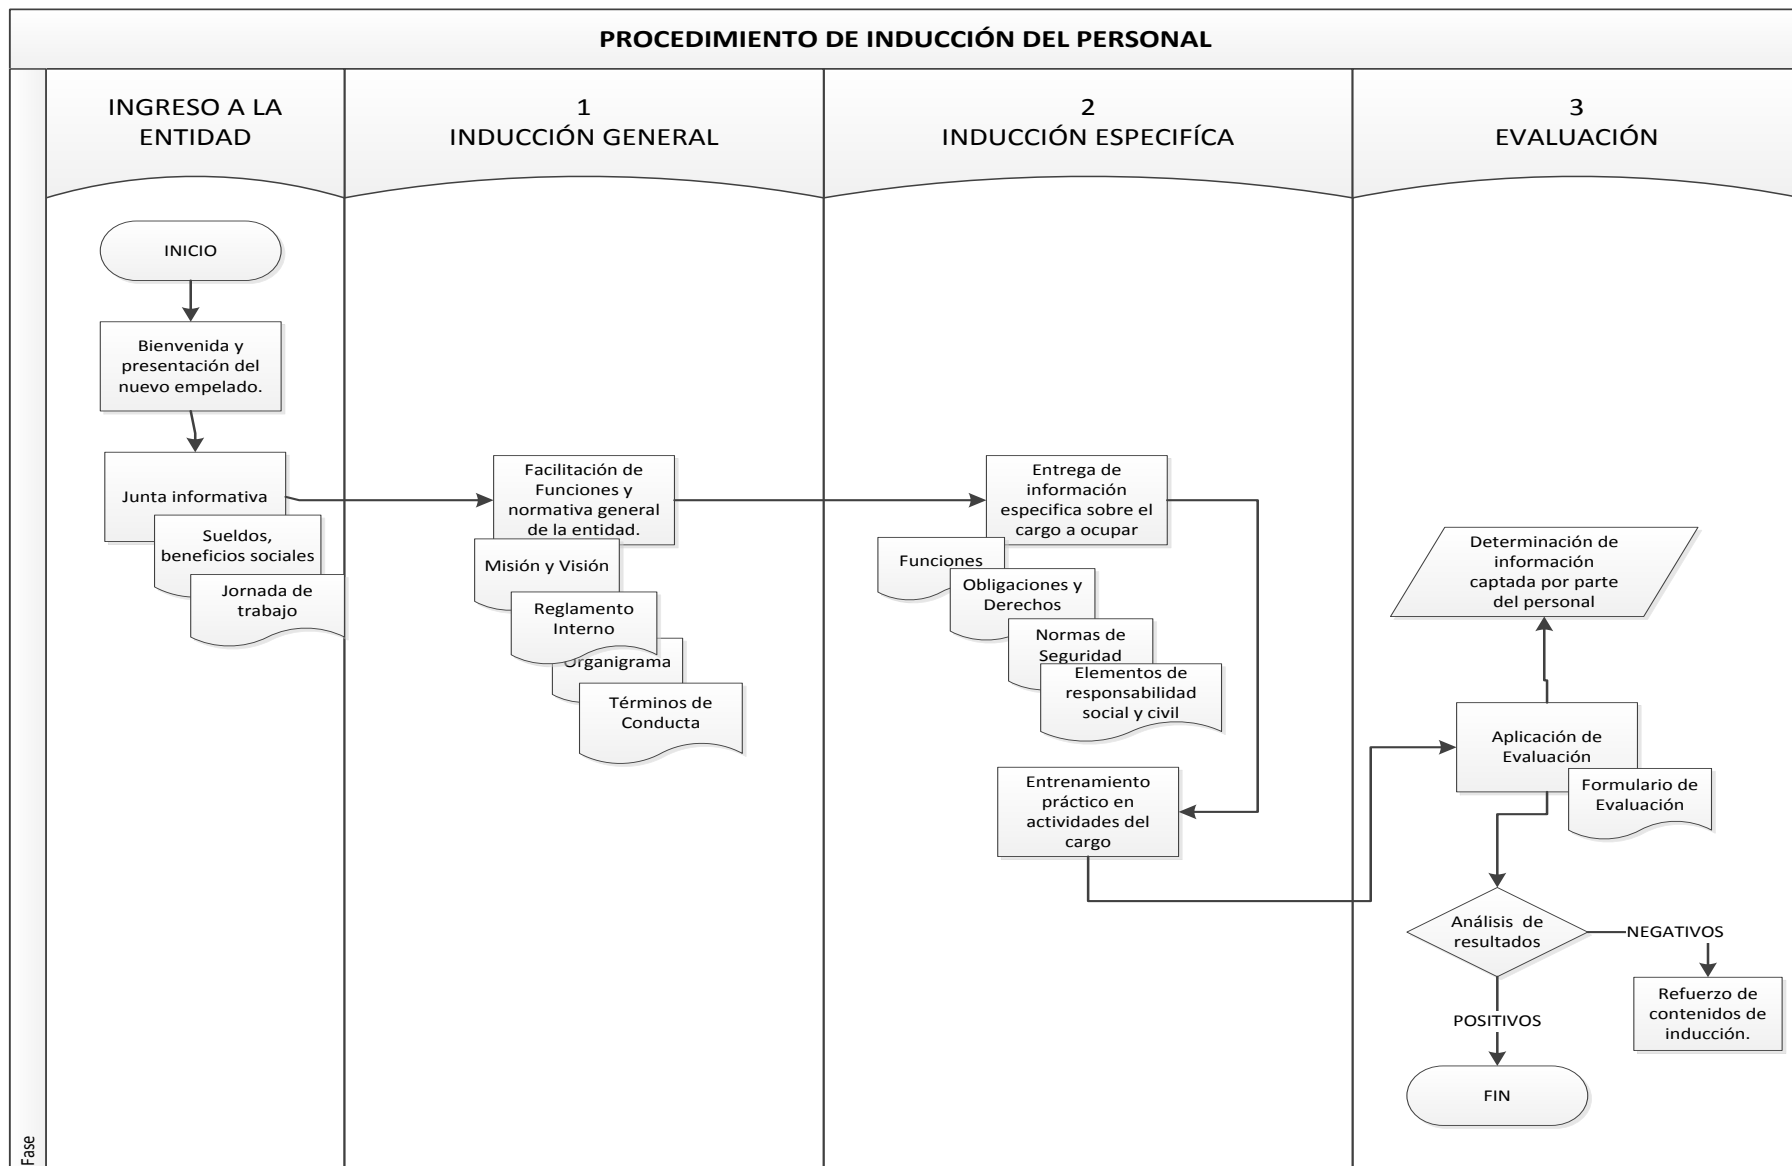 PROCEDIMIENTO DE INDUCCIÓN DEL PERSONAL
INGRESO A LA
ENTIDAD
1
INDUCCIÓN GENERAL
2
INDUCCIÓN ESPECIFÍCA
3
EVALUACIÓN
INICIO
Bienvenida y
presentación del
nuevo empelado.
Junta informativa
Sueldos,
beneficios sociales
Jornada de
trabajo
Facilitación de
Funciones y
normativa general
de la entidad.
Misión y Visión
Reglamento
Interno
Organigrama
Términos de
Conducta
Entrega de
información
especifica sobre el
cargo a ocupar
Funciones
Obligaciones y
Derechos
Normas de
Seguridad
Elementos de
responsabilidad
social y civil
Entrenamiento
práctico en
actividades del
cargo
Determinación de
información
captada por parte
del personal
Aplicación de
Evaluación
Formulario de
Evaluación
Análisis de
resultados
NEGATIVOS
Refuerzo de
contenidos de
inducción.
POSITIVOS
FIN
Fase